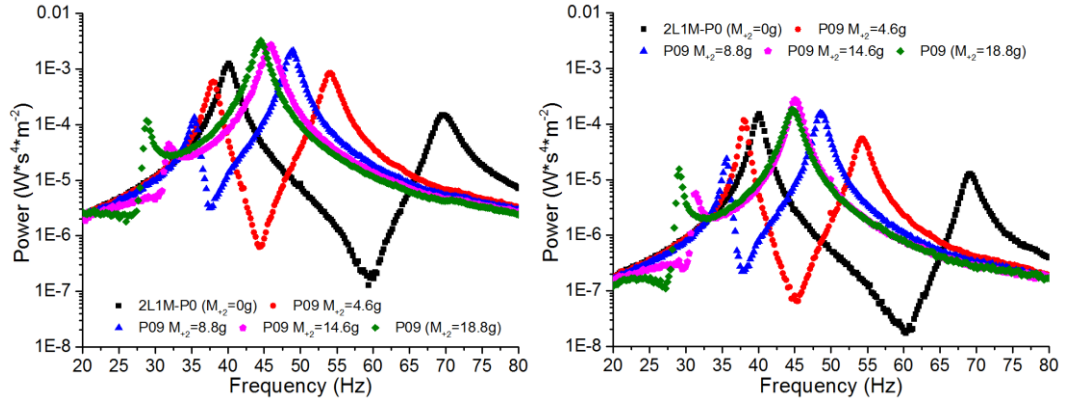 0.01
1E-3
1E-4
1E-5
1E-6
1E-7
1E-8
Power (W*s⁴*m⁻²)
2L1M-P0 (M₊₂=0g) P09 M₊₂=4.6g
P09 M₊₂=8.8g P09 M₊₂=14.6g P09 (M₊₂=18.8g)
20 25 30 35 40 45 50 55 60 65 70 75 80
Frequency (Hz)
0.01
1E-3
1E-4
1E-5
1E-6
1E-7
1E-8
Power (W*s⁴*m⁻²)
2L1M-P0 (M₊₂=0g) P09 M₊₂=4.6g
P09 M₊₂=8.8g P09 M₊₂=14.6g P09 (M₊₂=18.8g)
20 25 30 35 40 45 50 55 60 65 70 75 80
Frequency (Hz)